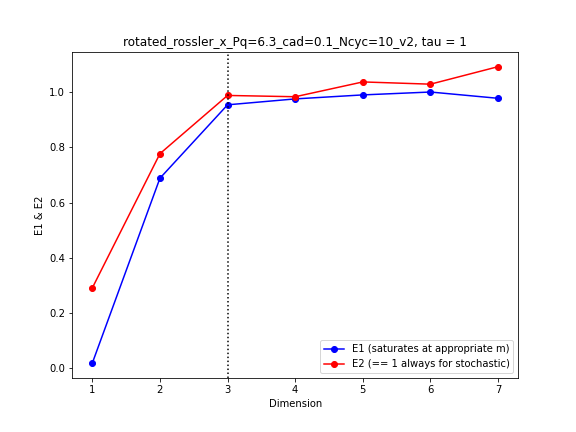 rotated_rossler_x_Pq=6.3_cad=0.1_Ncyc=10_v2, tau = 1
E1 & E2
1.0
0.8
0.6
0.4
0.2
0.0
E1 (saturates at appropriate m)
E2 (== 1 always for stochastic)
1 2 3 4 5 6 7
Dimension